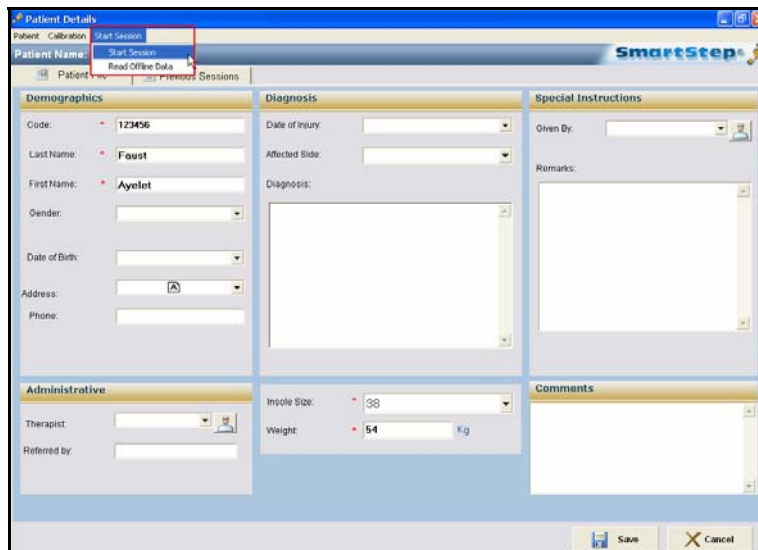 Patient Details
Patient Calibration Start Session
Patient Name: Start Session
SmartStep
Read Offline Data
Patient File Previous Sessions
Demographics
Code: * 123456
Last Name: * Faust
First Name: * Ayelet
Gender:
Date of Birth:
Address: A
Phone:
Diagnosis
Date of Injury:
Affected Side:
Diagnosis:
Special Instructions
Given By:
Remarks:
Administrative
Therapist:
Referred by:
Insole Size: * 38
Weight: * 54 Kg
Comments
Save Cancel